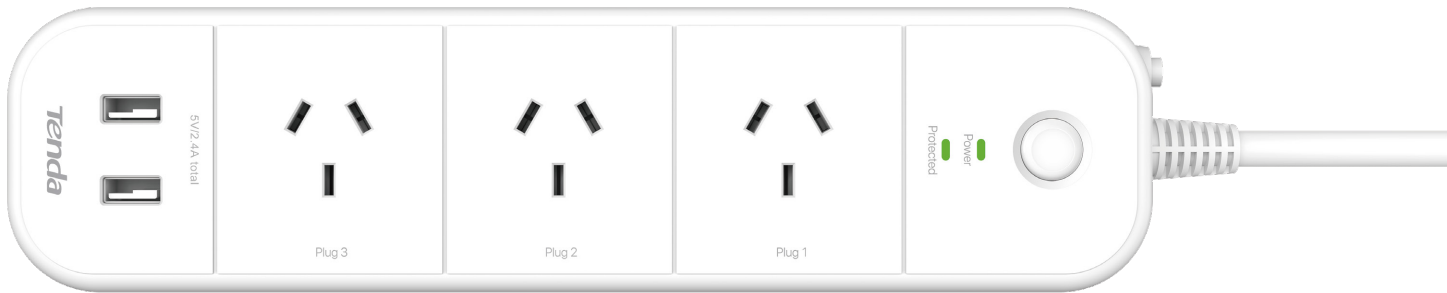 Tenda
5V/2.4A total
Plug 3
Plug 2
Plug 1
Protected
Power